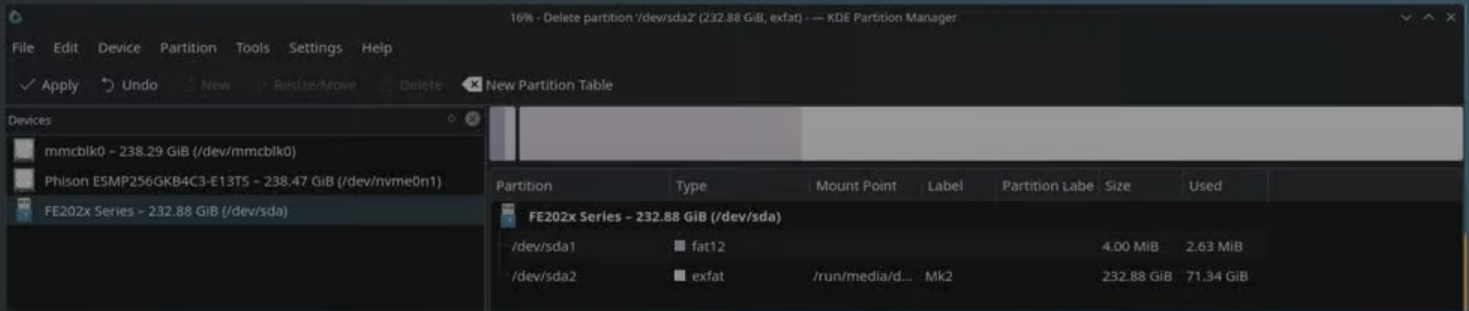 16% - Delete partition '/dev/sda2' (232.88 GiB, exfat) - — KDE Partition Manager
File Edit Device Partition Tools Settings Help
Apply Undo New Resize/Move Delete New Partition Table
Devices
mmcblk0 – 238.29 GiB (/dev/mmcblk0)
Phison ESMP256GKB4C3-E13TS – 238.47 GiB (/dev/nvme0n1)
FE202x Series – 232.88 GiB (/dev/sda)
Partition Type Mount Point Label Partition Labe Size Used
FE202x Series – 232.88 GiB (/dev/sda)
/dev/sda1 fat12 4.00 MiB 2.63 MiB
/dev/sda2 exfat /run/media/d... Mk2 232.88 GiB 71.34 GiB